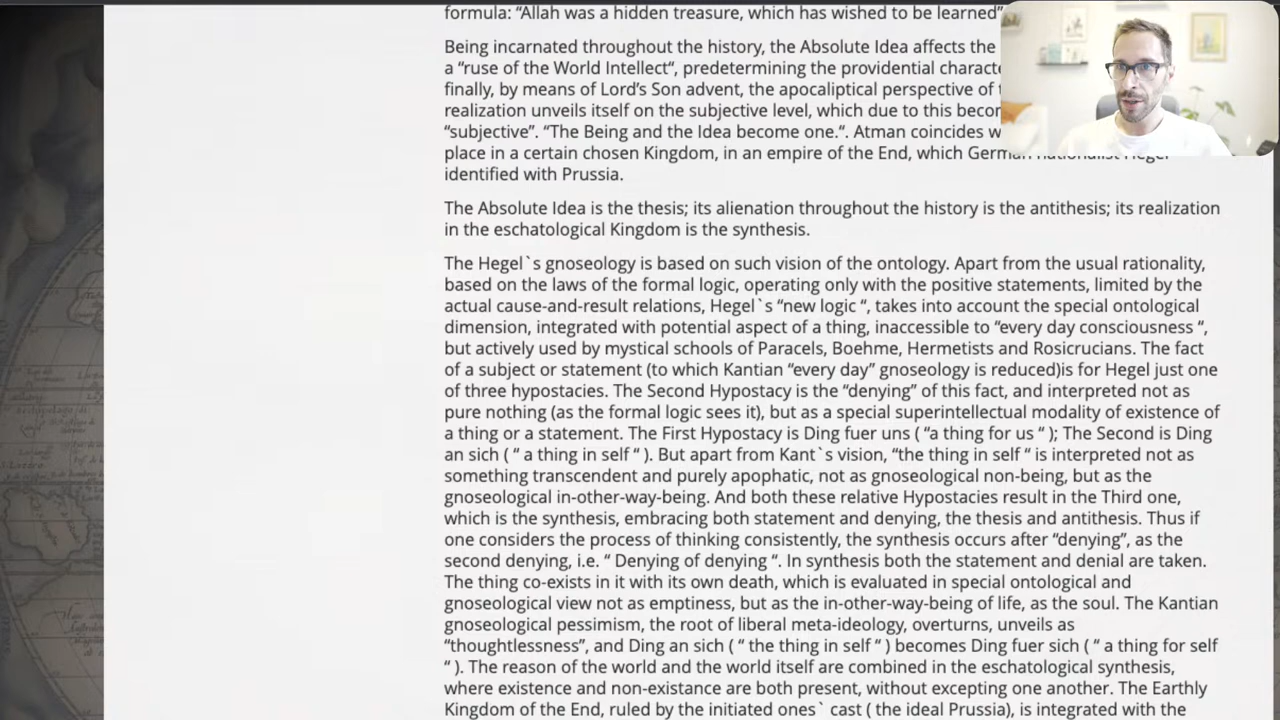 formula: “Allah was a hidden treasure, which has wished to be learned”
Being incarnated throughout the history, the Absolute Idea affects the
a “ruse of the World Intellect“, predetermining the providential
finally, by means of Lord’s Son advent, the apocaliptical perspective of
realization unveils itself on the subjective level, which due to this
“subjective”. “The Being and the Idea become one.“. Atman coincides
place in a certain chosen Kingdom, in an empire of the End, which German nationalist Hegel
identified with Prussia.
The Absolute Idea is the thesis; its alienation throughout the history is the antithesis; its realization
in the eschatological Kingdom is the synthesis.
The Hegel`s gnoseology is based on such vision of the ontology. Apart from the usual rationality,
based on the laws of the formal logic, operating only with the positive statements, limited by the
actual cause-and-result relations, Hegel`s “new logic “, takes into account the special ontological
dimension, integrated with potential aspect of a thing, inaccessible to “every day consciousness “,
but actively used by mystical schools of Paracels, Boehme, Hermetists and Rosicrucians. The fact
of a subject or statement (to which Kantian “every day” gnoseology is reduced)is for Hegel just one
of three hypostacies. The Second Hypostacy is the “denying” of this fact, and interpreted not as
pure nothing (as the formal logic sees it), but as a special superintellectual modality of existence of
a thing or a statement. The First Hypostacy is Ding fuer uns ( “a thing for us “ ); The Second is Ding
an sich ( “ a thing in self “ ). But apart from Kant`s vision, “the thing in self “ is interpreted not as
something transcendent and purely apophatic, not as gnoseological non-being, but as the
gnoseological in-other-way-being. And both these relative Hypostacies result in the Third one,
which is the synthesis, embracing both statement and denying, the thesis and antithesis. Thus if
one considers the process of thinking consistently, the synthesis occurs after “denying”, as the
second denying, i.e. “ Denying of denying “. In synthesis both the statement and denial are taken.
The thing co-exists in it with its own death, which is evaluated in special ontological and
gnoseological view not as emptiness, but as the in-other-way-being of life, as the soul. The Kantian
gnoseological pessimism, the root of liberal meta-ideology, overturns, unveils as
“thoughtlessness”, and Ding an sich ( “ the thing in self “ ) becomes Ding fuer sich ( “ a thing for self
“ ). The reason of the world and the world itself are combined in the eschatological synthesis,
where existence and non-existance are both present, without excepting one another. The Earthly
Kingdom of the End, ruled by the initiated ones` cast ( the ideal Prussia), is integrated with the